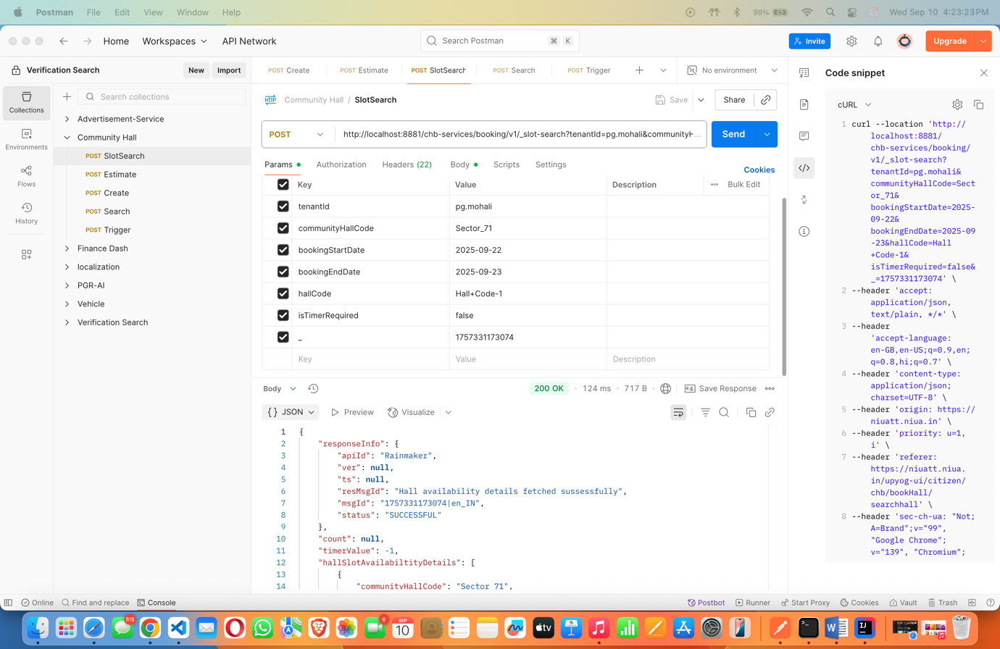 Postman File Edit View Window Help 99% Wed Sep 10 4:23:23 PM
Home Workspaces API Network Search Postman ⌘ K Invite Upgrade
Verification Search New Import
POST Create POST Estimate POST SlotSearch POST Search POST Trigger No environment
Code snippet
Collections
Environments
Flows
History
Search collections
Advertisement-Service
Community Hall
POST SlotSearch
POST Estimate
POST Create
POST Search
POST Trigger
Finance Dash
localization
PGR-AI
Vehicle
Verification Search
HTTP Community Hall / SlotSearch Save Share
POST http://localhost:8881/chb-services/booking/v1/_slot-search?tenantId=pg.mohali&communityH... Send
Params Authorization Headers (22) Body Scripts Settings Cookies
Key Value Description Bulk Edit
tenantId pg.mohali
communityHallCode Sector_71
bookingStartDate 2025-09-22
bookingEndDate 2025-09-23
hallCode Hall+Code-1
isTimerRequired false
_ 1757331173074
Key Value Description
Body 200 OK 124 ms 717 B e.g. Save Response
{} JSON Preview Visualize
1 {
2 "responseInfo": {
3 "apiId": "Rainmaker",
4 "ver": null,
5 "ts": null,
6 "resMsgId": "Hall availability details fetched sussessfully",
7 "msgId": "1757331173074|en_IN",
8 "status": "SUCCESSFUL"
9 },
10 "count": null,
11 "timerValue": -1,
12 "hallSlotAvailabiltityDetails": [
13 {
14 "communityHallCode": "Sector 71",
cURL
1 curl --location 'http://
localhost:8881/
chb-services/booking/
v1/_slot-search?
tenantId=pg.mohali&
communityHallCode=Sect
or_71&
bookingStartDate=2025-
09-22&
bookingEndDate=2025-09
-23&hallCode=Hall
+Code-1&
isTimerRequired=false&
_=1757331173074' \
2 --header 'accept:
application/json,
text/plain, */*' \
3 --header
'accept-language:
en-GB,en-US;q=0.9,en;
q=0.8,hi;q=0.7' \
4 --header 'content-type:
application/json;
charset=UTF-8' \
5 --header 'origin: https://
niuatt.niua.in' \
6 --header 'priority: u=1,
i' \
7 --header 'referer:
https://niuatt.niua.
in/upyog-ui/citizen/
chb/bookHall/
searchhall' \
8 --header 'sec-ch-ua: "Not;
A=Brand";v="99",
"Google Chrome";
v="139", "Chromium";
Online Find and replace Console Postbot Runner Start Proxy Cookies Vault Trash
515 6 SEP 10 tv W IJ